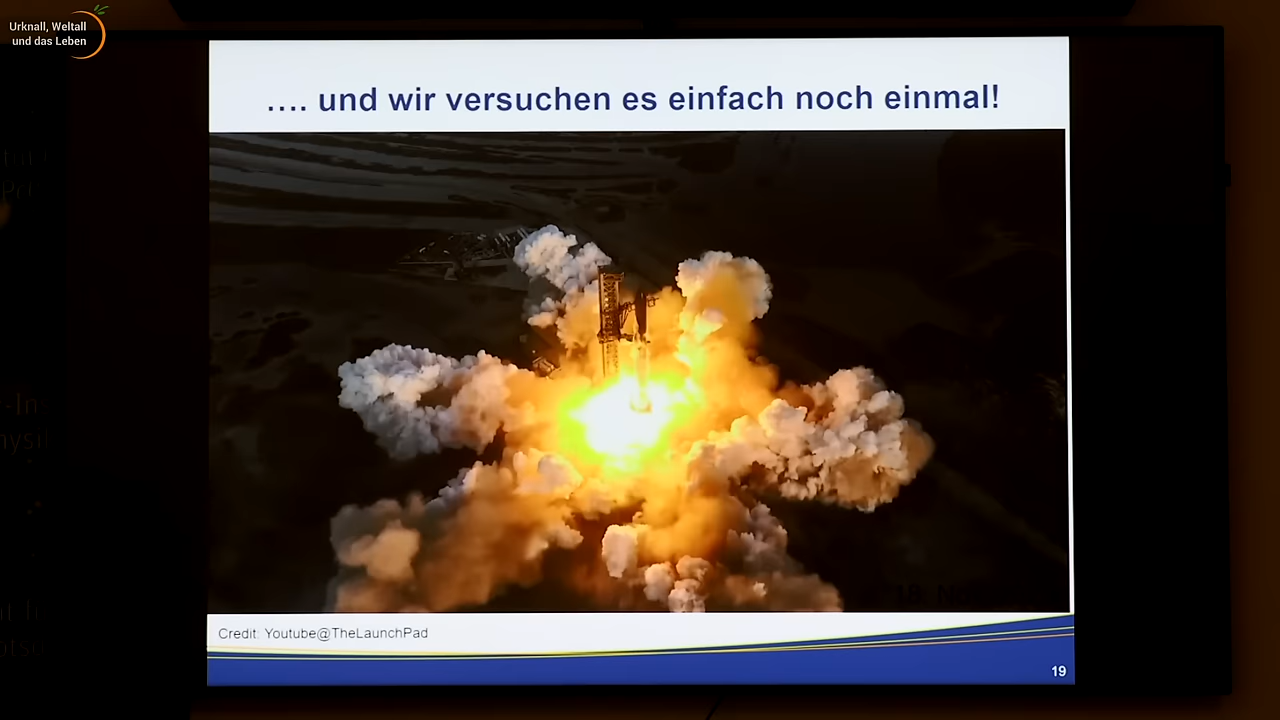 Urknall, Weltall
und das Leben
…. und wir versuchen es einfach noch einmal!
Credit: Youtube@TheLaunchPad
19